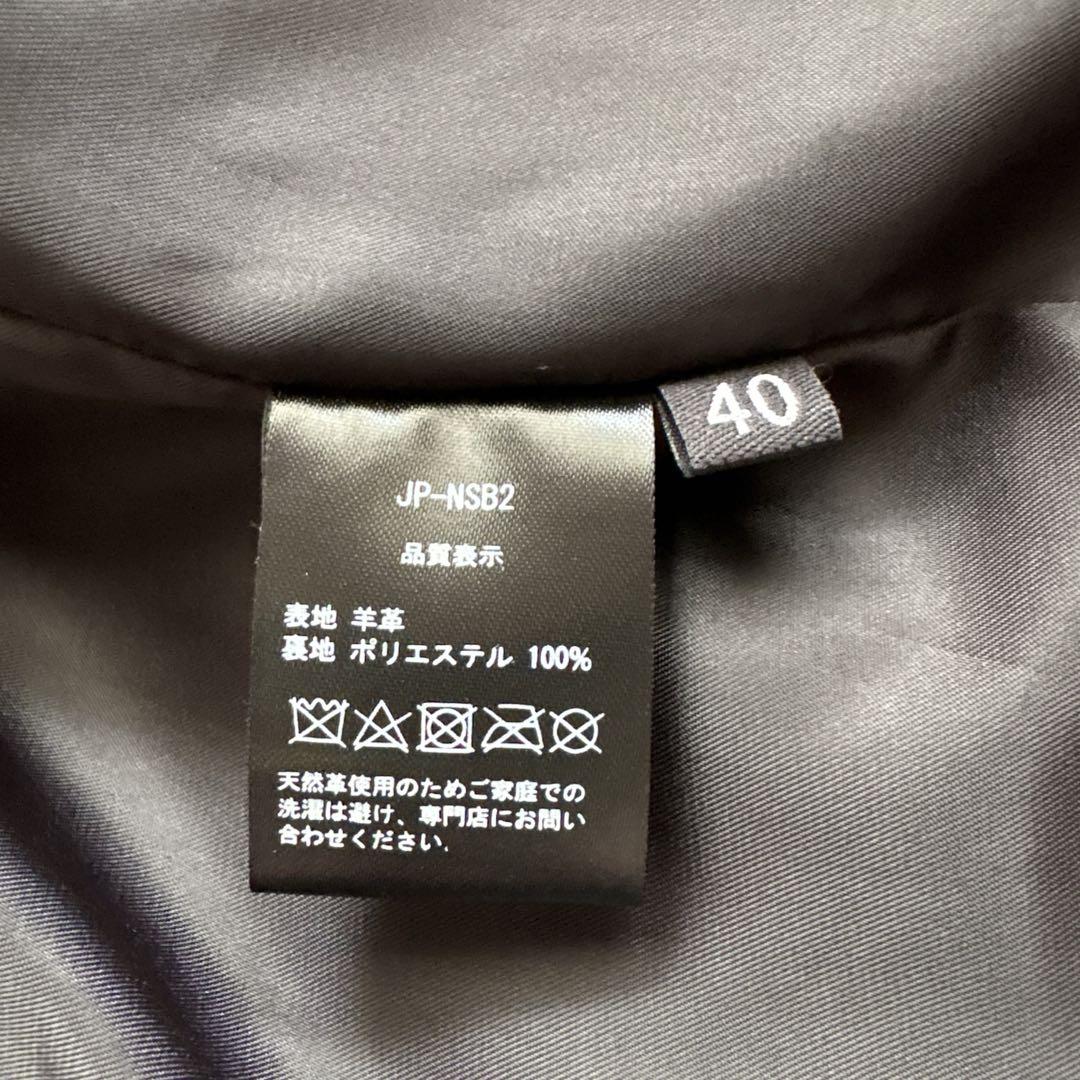 40
JP-NSB2
品質表示
表地 羊革
裏地 ポリエステル 100%
天然革使用のためご家庭での
洗濯は避け、専門店にお問い
合わせください.